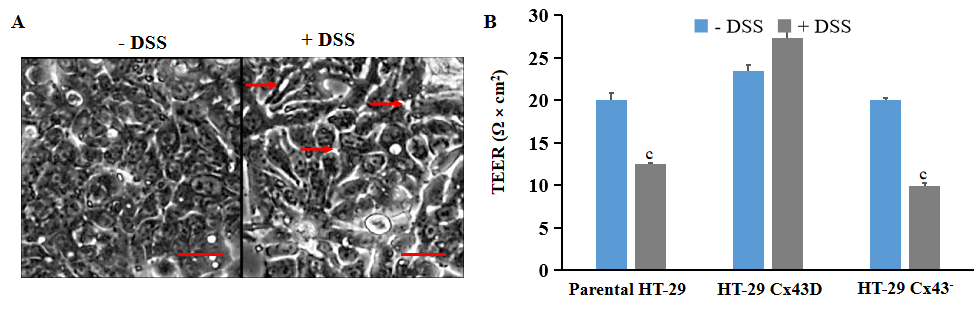 A
- DSS
+ DSS
B
- DSS + DSS
TEER (Ω × cm²)
30
25
20
15
10
5
0
c
c
Parental HT-29
HT-29 Cx43D
HT-29 Cx43⁻